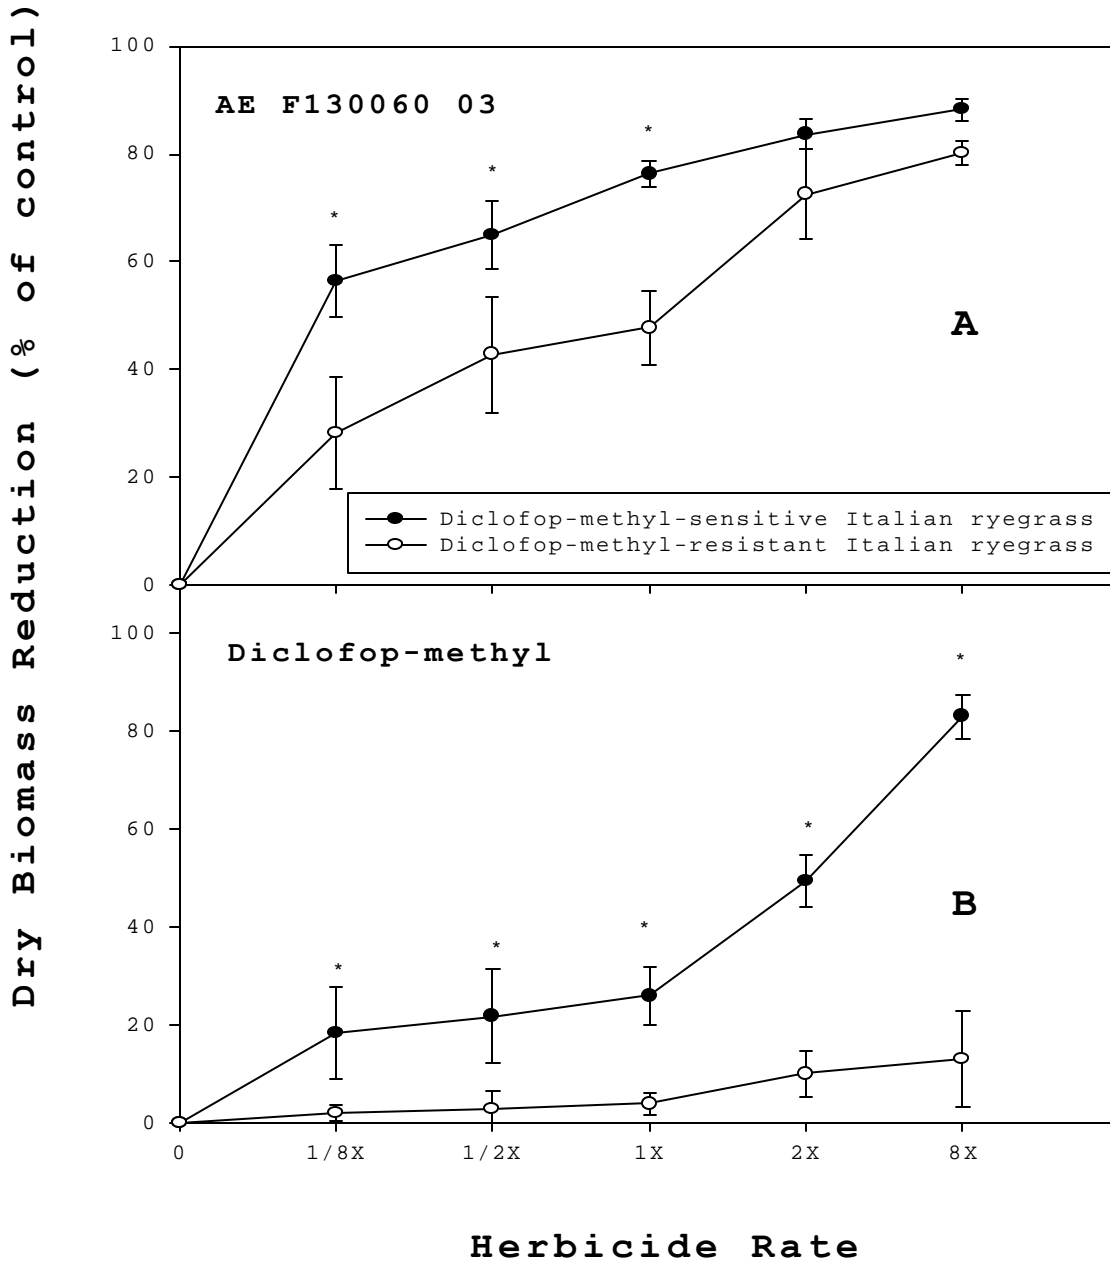 Dry Biomass Reduction (% of control)
100
AE F130060 03
*
*
*
80
60
A
40
20
Diclofop-methyl-sensitive Italian ryegrass
Diclofop-methyl-resistant Italian ryegrass
0
100
Diclofop-methyl
*
80
60
*
B
40
*
*
*
20
0
0 1/8X 1/2X 1X 2X 8X
Herbicide Rate